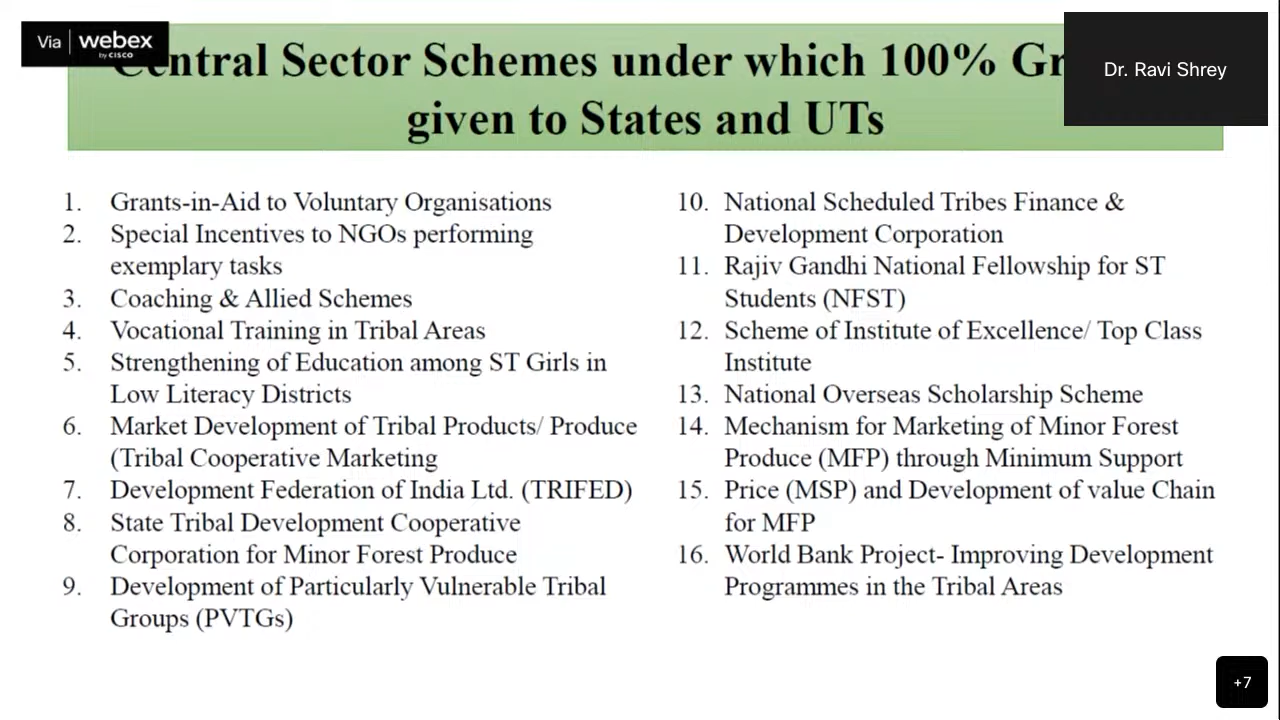 Via webex
by CISCO
Central Sector Schemes under which 100%
given to States and UTs
Dr. Ravi Shrey
1. Grants-in-Aid to Voluntary Organisations
2. Special Incentives to NGOs performing
exemplary tasks
3. Coaching & Allied Schemes
4. Vocational Training in Tribal Areas
5. Strengthening of Education among ST Girls in
Low Literacy Districts
6. Market Development of Tribal Products/ Produce
(Tribal Cooperative Marketing
7. Development Federation of India Ltd. (TRIFED)
8. State Tribal Development Cooperative
Corporation for Minor Forest Produce
9. Development of Particularly Vulnerable Tribal
Groups (PVTGs)
10. National Scheduled Tribes Finance &
Development Corporation
11. Rajiv Gandhi National Fellowship for ST
Students (NFST)
12. Scheme of Institute of Excellence/ Top Class
Institute
13. National Overseas Scholarship Scheme
14. Mechanism for Marketing of Minor Forest
Produce (MFP) through Minimum Support
15. Price (MSP) and Development of value Chain
for MFP
16. World Bank Project- Improving Development
Programmes in the Tribal Areas
+7